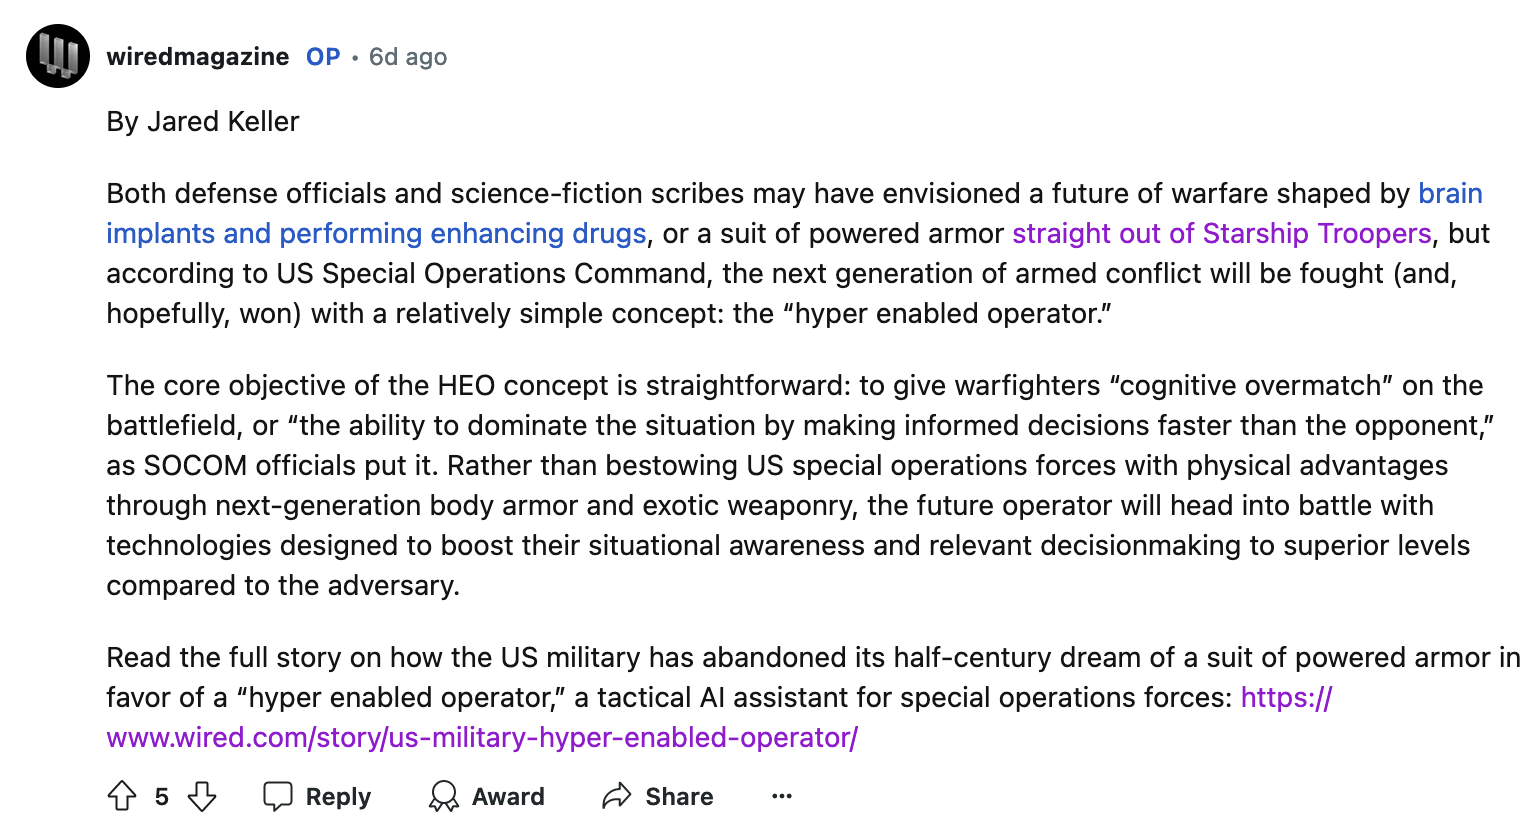 wiredmagazine OP • 6d ago
By Jared Keller
Both defense officials and science-fiction scribes may have envisioned a future of warfare shaped by brain
implants and performing enhancing drugs, or a suit of powered armor straight out of Starship Troopers, but
according to US Special Operations Command, the next generation of armed conflict will be fought (and,
hopefully, won) with a relatively simple concept: the “hyper enabled operator.”
The core objective of the HEO concept is straightforward: to give warfighters “cognitive overmatch” on the
battlefield, or “the ability to dominate the situation by making informed decisions faster than the opponent,”
as SOCOM officials put it. Rather than bestowing US special operations forces with physical advantages
through next-generation body armor and exotic weaponry, the future operator will head into battle with
technologies designed to boost their situational awareness and relevant decisionmaking to superior levels
compared to the adversary.
Read the full story on how the US military has abandoned its half-century dream of a suit of powered armor in
favor of a “hyper enabled operator,” a tactical AI assistant for special operations forces: https://
www.wired.com/story/us-military-hyper-enabled-operator/
5 Reply Award Share ...